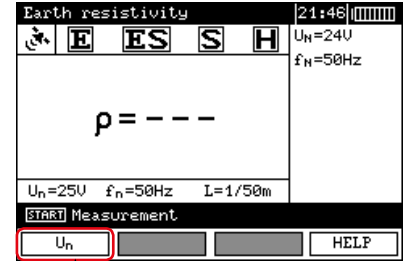 Earth resistivity 21:46
E ES S H
UN=24V
fN=50Hz
ρ=---
Un=25V fn=50Hz L=1/50m
START Measurement
Un HELP